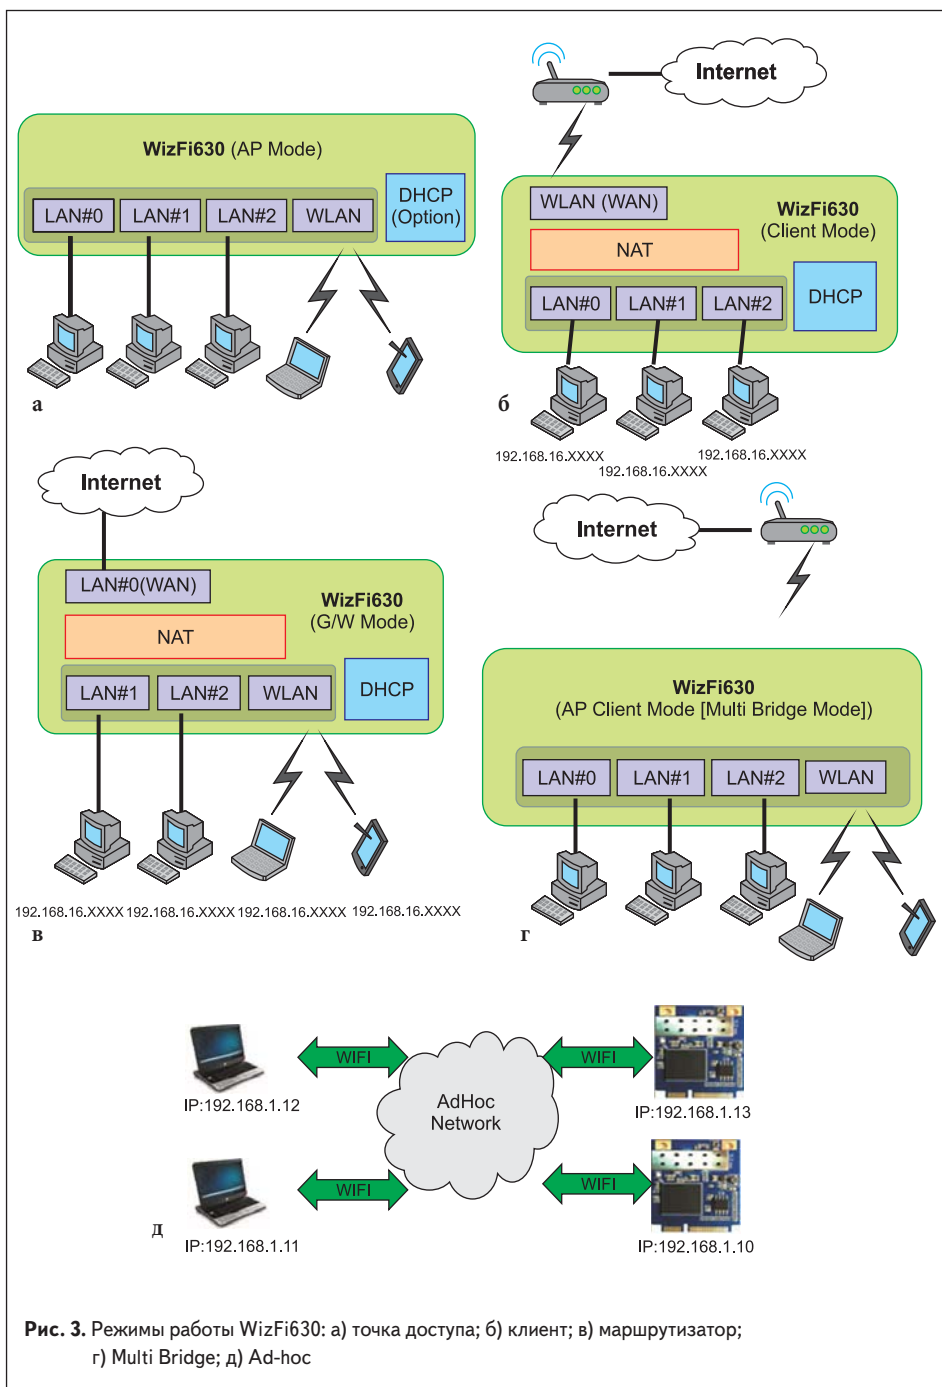 WizFi630 (AP Mode)
LAN#0
LAN#1
LAN#2
WLAN
DHCP
(Option)
а
Internet
WLAN (WAN)
WizFi630
(Client Mode)
NAT
LAN#0
LAN#1
LAN#2
DHCP
б
192.168.16.XXXX
192.168.16.XXXX
192.168.16.XXXX
Internet
LAN#0(WAN)
WizFi630
(G/W Mode)
NAT
LAN#1
LAN#2
WLAN
DHCP
192.168.16.XXXX 192.168.16.XXXX 192.168.16.XXXX 192.168.16.XXXX
в
Internet
WizFi630
(AP Client Mode [Multi Bridge Mode])
LAN#0
LAN#1
LAN#2
WLAN
г
WIFI
WIFI
IP:192.168.1.12
AdHoc
Network
IP:192.168.1.13
WIFI
WIFI
д
IP:192.168.1.11
IP:192.168.1.10
Рис. 3. Режимы работы WizFi630: а) точка доступа; б) клиент; в) маршрутизатор;
г) Multi Bridge; д) Ad-hoc